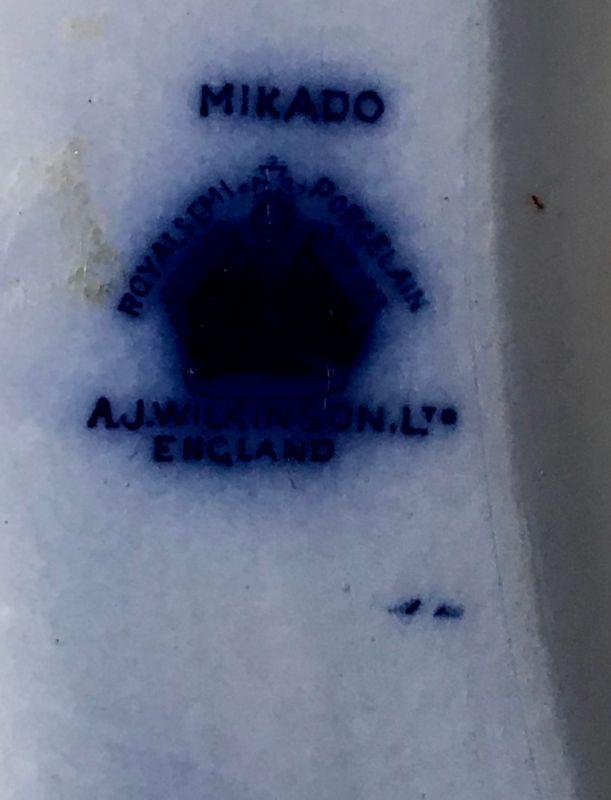 MIKADO
ROYAL SEMI PORCELAIN
A.J.WILKINSON.LTD
ENGLAND